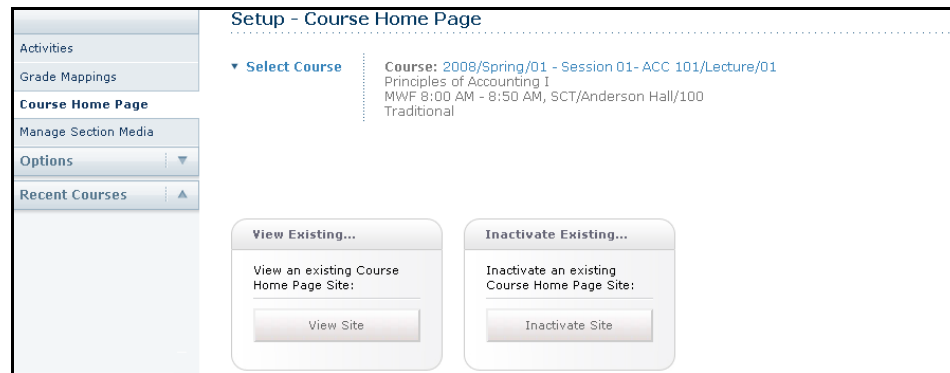 Setup - Course Home Page
Activities
Grade Mappings
Course Home Page
Manage Section Media
Options
Recent Courses
Select Course
Course: 2008/Spring/01 - Session 01- ACC 101/Lecture/01
Principles of Accounting I
MWF 8:00 AM - 8:50 AM, SCT/Anderson Hall/100
Traditional
View Existing...
View an existing Course
Home Page Site:
View Site
Inactivate Existing...
Inactivate an existing
Course Home Page Site:
Inactivate Site